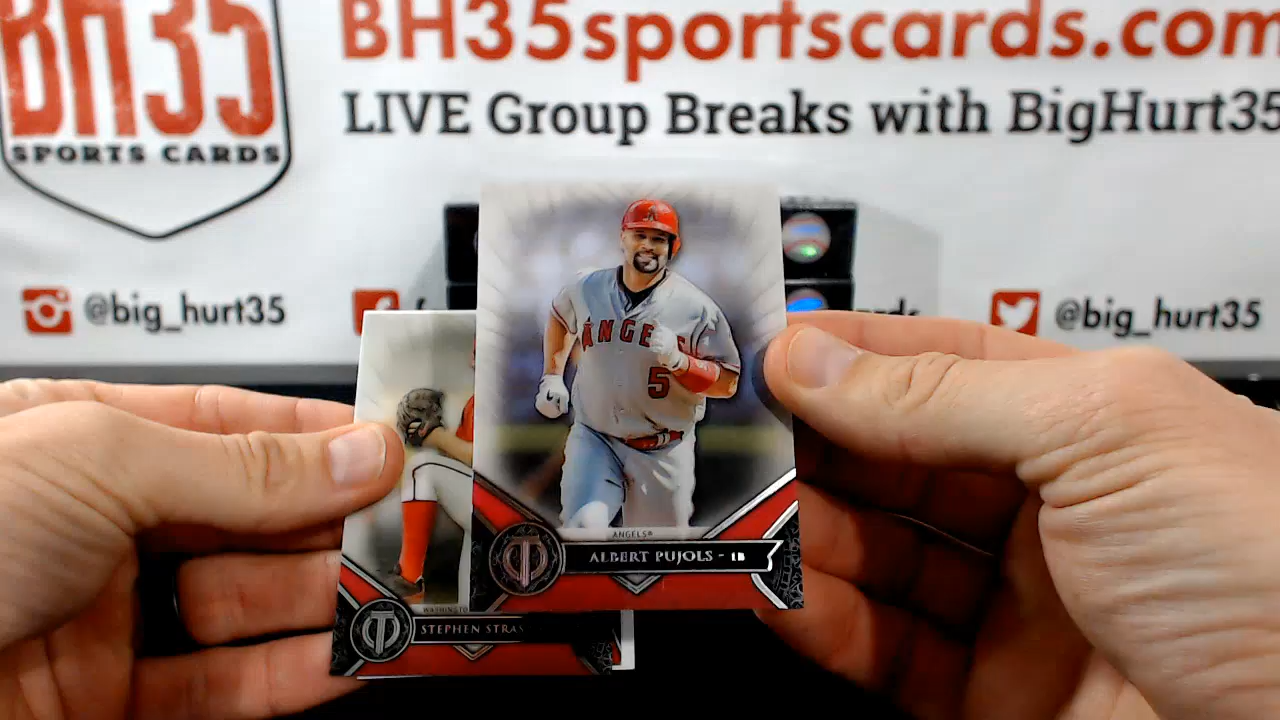 BH35
SPORTS CARDS
BH35sportscards.com
LIVE Group Breaks with BigHurt35
@big_hurt35
@big_hurt35
ANGELS
5
ANGELS®
ALBERT PUJOLS - 1B
WASHINGTO
STEPHEN STRAS